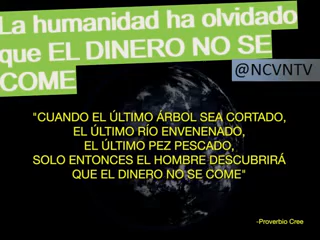 La humanidad ha olvidado
que EL DINERO NO SE
COME
@NCVNTV
"CUANDO EL ÚLTIMO ÁRBOL SEA CORTADO,
EL ÚLTIMO RÍO ENVENENADO,
EL ÚLTIMO PEZ PESCADO,
SOLO ENTONCES EL HOMBRE DESCUBRIRÁ
QUE EL DINERO NO SE COME"
-Proverbio Cree